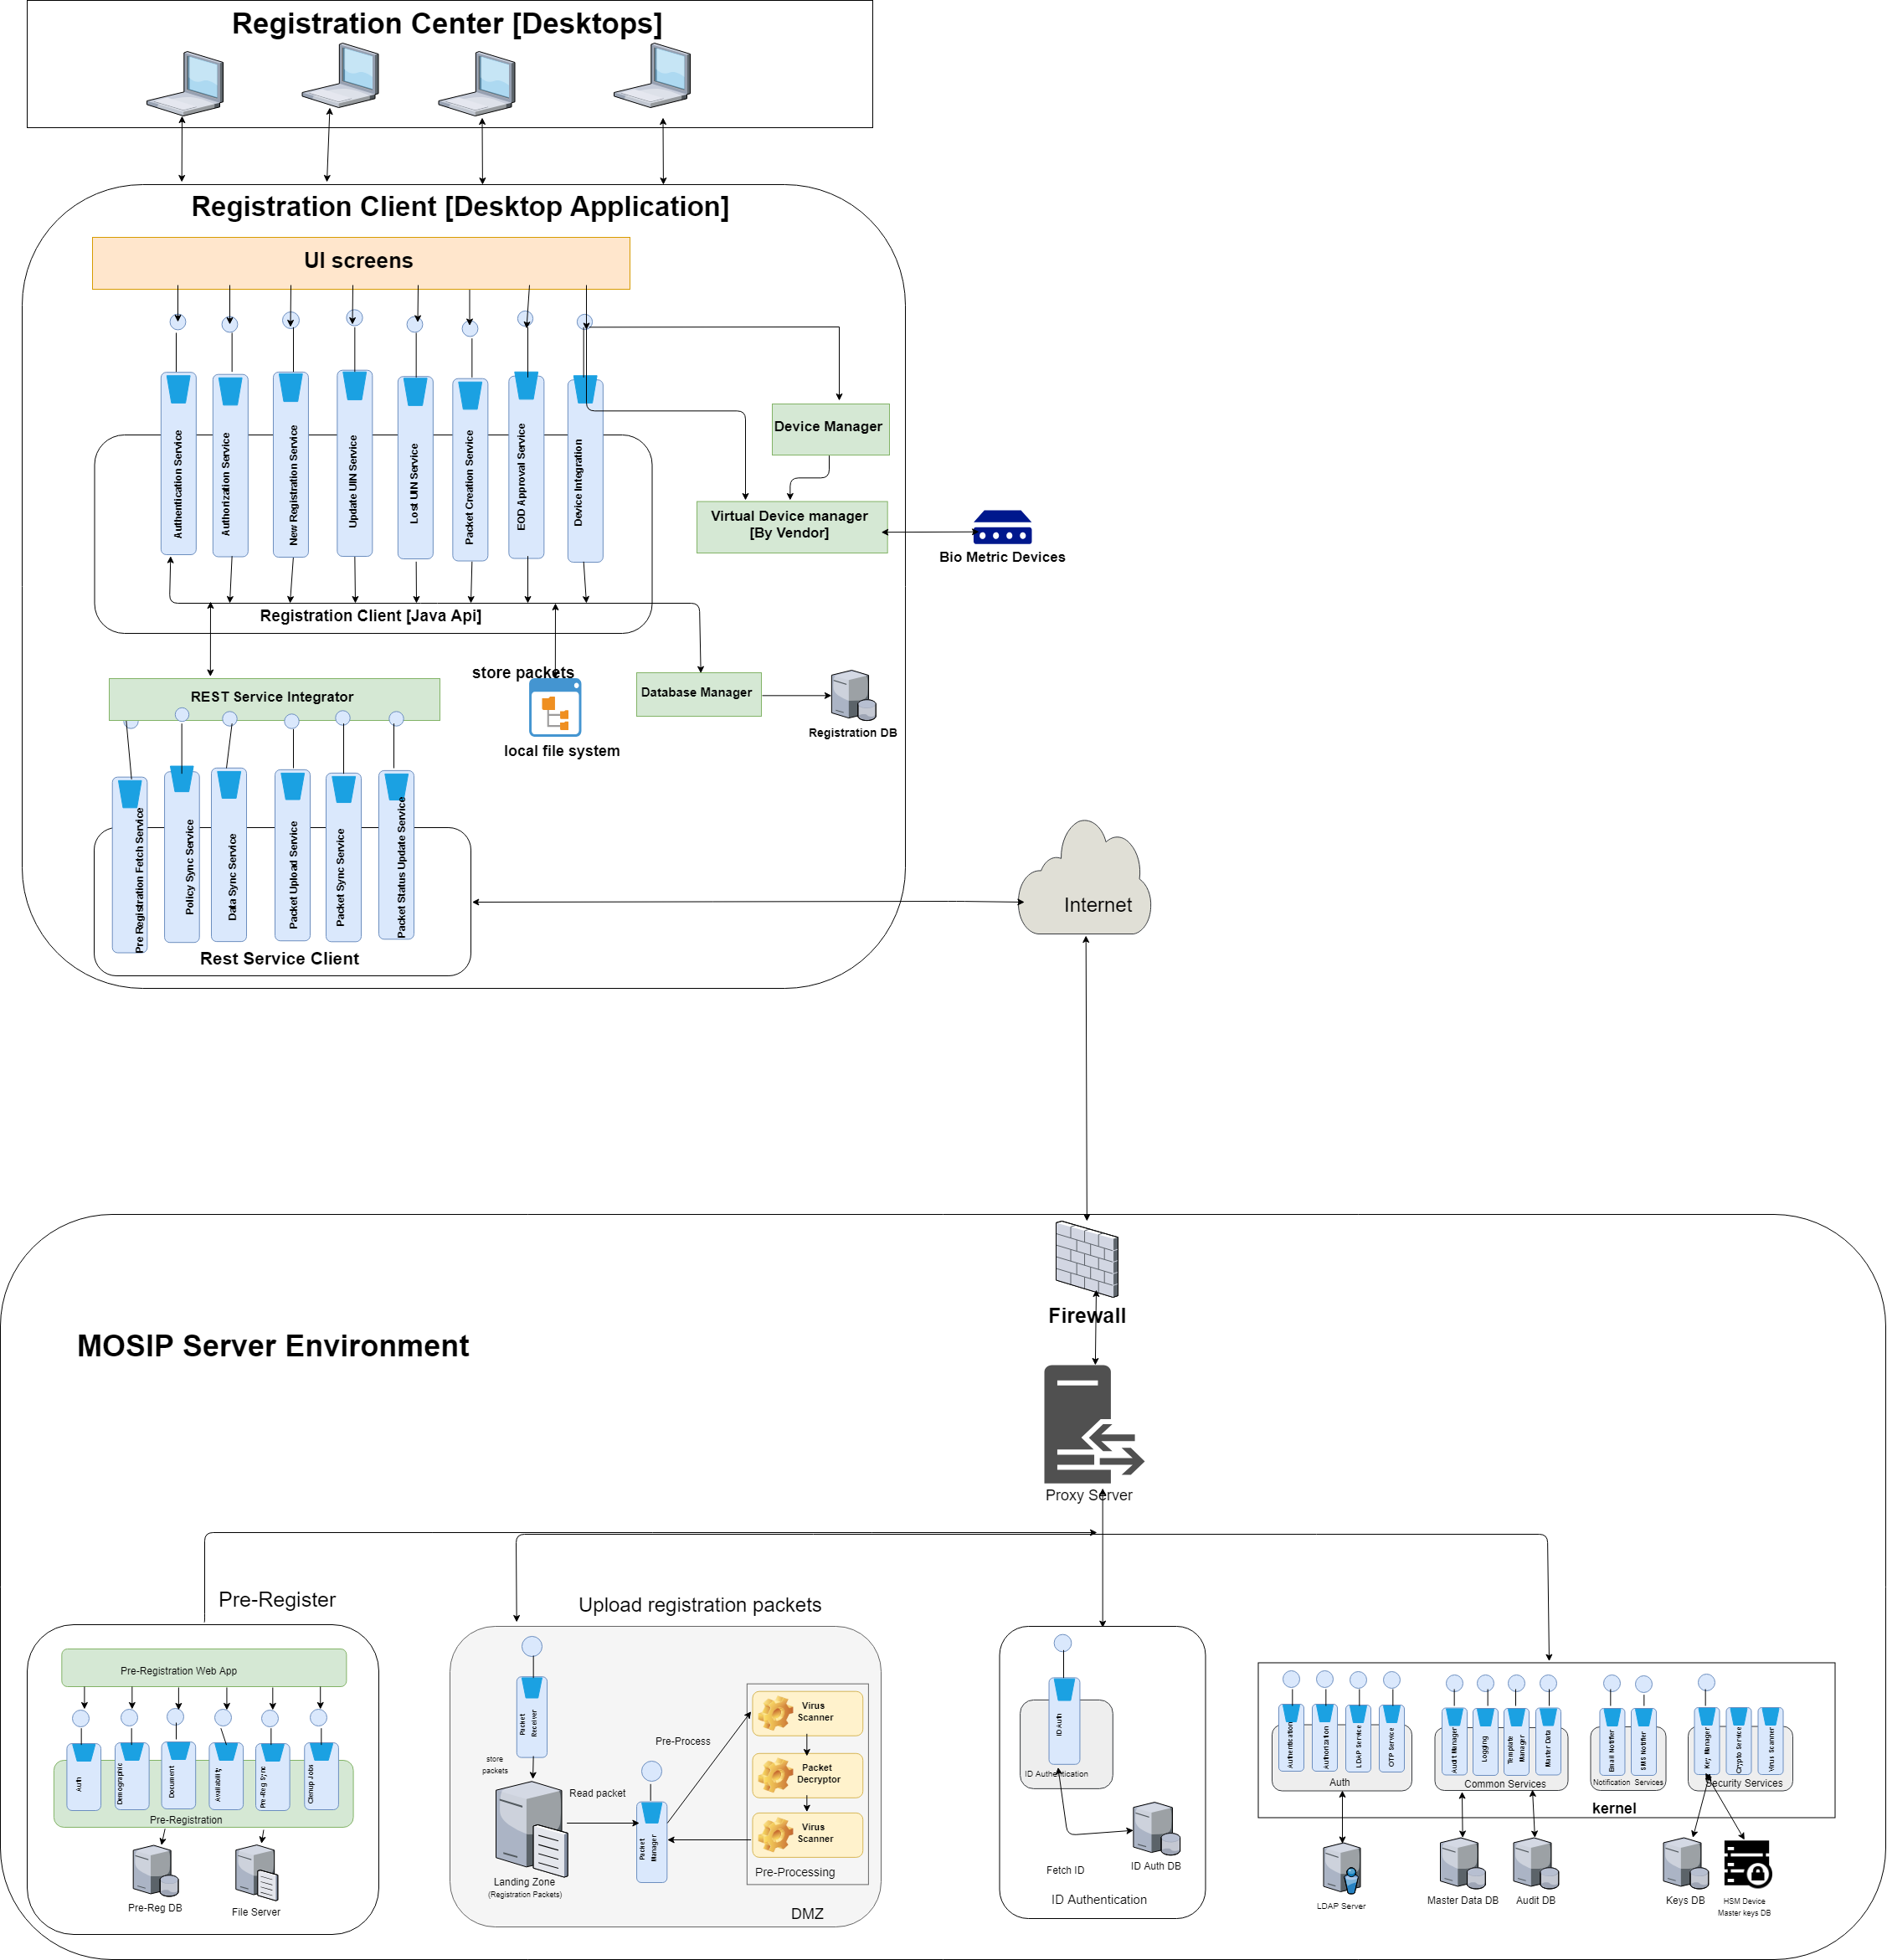 Registration Center [Desktops]
Registration Client [Desktop Application]
UI screens
Authentication Service
Authorization Service
New Registration Service
Update UIN Service
Lost UIN Service
Packet Creation Service
EOD Approval Service
Device Integration
Device Manager
Virtual Device manager
[By Vendor]
Bio Metric Devices
Registration Client [Java Api]
store packets
REST Service Integrator
Database Manager
Registration DB
local file system
Pre Registration Fetch Service
Policy Sync Service
Data Sync Service
Packet Upload Service
Packet Sync Service
Packet Status Update Service
Rest Service Client
Internet
Firewall
MOSIP Server Environment
Proxy Server
Pre-Register
Upload registration packets
Pre-Registration Web App
Auth
Demographic
Document
Availability
Pre-Reg Sync
Cleanup Jobs
Pre-Registration
Pre-Reg DB
File Server
Packet
Receiver
store
packets
Landing Zone
(Registration Packets)
Read packet
Packet
Manager
Pre-Process
Virus
Scanner
Packet
Decryptor
Virus
Scanner
Pre-Processing
DMZ
ID Auth
ID Authentication
Fetch ID
ID Auth DB
ID Authentication
Authentication
Authorization
LDAP Service
OTP Service
Auth
Audit Manager
Logging
Template
Manager
Master Data
Common Services
Email Notifier
SMS Notifier
Notification Services
Key Manager
Crypto Service
Virus Scanner
Security Services
kernel
LDAP Server
Master Data DB
Audit DB
Keys DB
HSM Device
Master keys DB